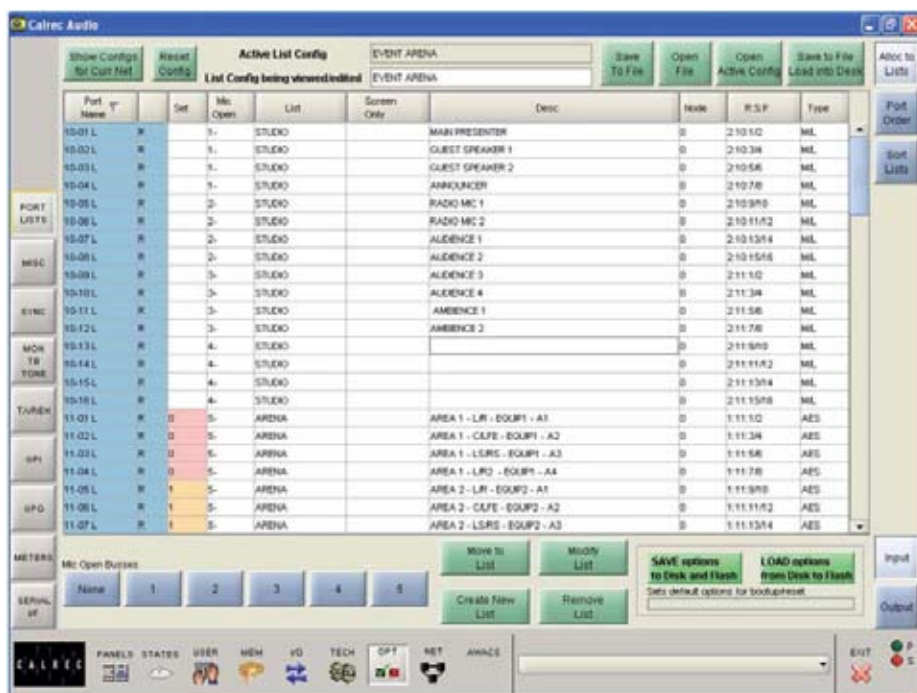 Calrec Audio
Show Configs for Curr Net
Reset Config
Active List Config EVENT ARENA
List Config being viewed/edited EVENT ARENA
Save To File
Open File
Open Active Config
Save to File Load into Desk
Alloc to Lists
Port Order
Sort Lists
Port Name Set Mic Open List Screen Only Desc Node R:S:P Type
10-01 L R 1- STUDIO MAIN PRESENTER 0 2:10:1/2 M/L
10-02 L R 1- STUDIO GUEST SPEAKER 1 0 2:10:3/4 M/L
10-03 L R 1- STUDIO GUEST SPEAKER 2 0 2:10:5/6 M/L
10-04 L R 1- STUDIO ANNOUNCER 0 2:10:7/8 M/L
10-05 L R 2- STUDIO RADIO MIC 1 0 2:10:9/10 M/L
10-06 L R 2- STUDIO RADIO MIC 2 0 2:10:11/12 M/L
10-07 L R 2- STUDIO AUDIENCE 1 0 2:10:13/14 M/L
10-08 L R 2- STUDIO AUDIENCE 2 0 2:10:15/16 M/L
10-09 L R 3- STUDIO AUDIENCE 3 0 2:11:1/2 M/L
10-10 L R 3- STUDIO AUDIENCE 4 0 2:11:3/4 M/L
10-11 L R 3- STUDIO AMBIENCE 1 0 2:11:5/6 M/L
10-12 L R 3- STUDIO AMBIENCE 2 0 2:11:7/8 M/L
10-13 L R 4- STUDIO 0 2:11:9/10 M/L
10-14 L R 4- STUDIO 0 2:11:11/12 M/L
10-15 L R 4- STUDIO 0 2:11:13/14 M/L
10-16 L R 4- STUDIO 0 2:11:15/16 M/L
11-01 L R 0 5- ARENA AREA 1 - L/R - EQUIP1 - A1 0 1:11:1/2 AES
11-02 L R 0 5- ARENA AREA 1 - C/LFE - EQUIP1 - A2 0 1:11:3/4 AES
11-03 L R 0 5- ARENA AREA 1 - LS/RS - EQUIP1 - A3 0 1:11:5/6 AES
11-04 L R 0 5- ARENA AREA 1 - L/R2 - EQUIP1 - A4 0 1:11:7/8 AES
11-05 L R 1 5- ARENA AREA 2 - L/R - EQUIP2 - A1 0 1:11:9/10 AES
11-06 L R 1 5- ARENA AREA 2 - C/LFE - EQUIP2 - A2 0 1:11:11/12 AES
11-07 L R 1 5- ARENA AREA 2 - LS/RS - EQUIP2 - A3 0 1:11:13/14 AES
PORT LISTS
MISC
SYNC
MON TB TONE
TX/REH
GPI
GPO
METERS
SERIAL I/F
Mic Open Busses
None 1 2 3 4 5
Move to List
Modify List
Create New List
Remove List
SAVE options to Disk and Flash
LOAD options from Disk to Flash
Sets default options for bootup/reset
Input
Output
CALREC
PANELS STATES USER MEM I/O TECH OPT NET AWACS
EXIT
P
S